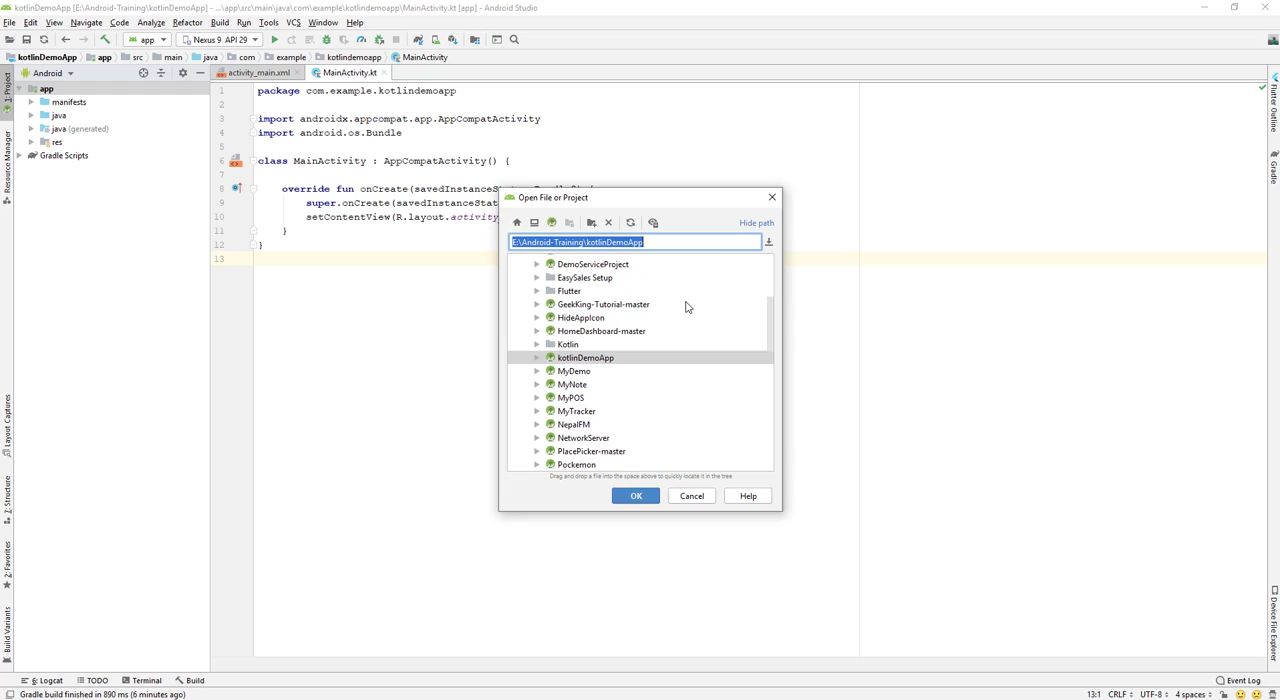 kotlinDemoApp [E:\Android-Training\kotlinDemoApp] - ...\app\src\main\java\com\example\kotlindemoapp\MainActivity.kt [app] - Android Studio
File Edit View Navigate Code Analyze Refactor Build Run Tools VCS Window Help
app Nexus 9 API 29
kotlinDemoApp app src main java com example kotlindemoapp MainActivity
Android activity_main.xml MainActivity.kt
app
manifests
java
java (generated)
res
Gradle Scripts
1 package com.example.kotlindemoapp
2
3 import androidx.appcompat.app.AppCompatActivity
4 import android.os.Bundle
5
6 class MainActivity : AppCompatActivity() {
7
8 override fun onCreate(savedInstanceState: Bundle?) {
9 super.onCreate(savedInstanceStat
10 setContentView(R.layout.activity
11 }
12 }
13
Open File or Project
Hide path
E:\Android-Training\kotlinDemoApp
DemoServiceProject
EasySales Setup
Flutter
GeekKing-Tutorial-master
HideAppIcon
HomeDashboard-master
Kotlin
kotlinDemoApp
MyDemo
MyNote
MyPOS
MyTracker
NepalFM
NetworkServer
PlacePicker-master
Pockemon
Drag and drop a file into the space above to quickly locate it in the tree
OK Cancel Help
1: Project
Resource Manager
Layout Captures
7: Structure
2: Favorites
Build Variants
Flutter Outline
Gradle
Device File Explorer
6: Logcat TODO Terminal Build Event Log
Gradle build finished in 890 ms (6 minutes ago) 13:1 CRLF UTF-8 4 spaces